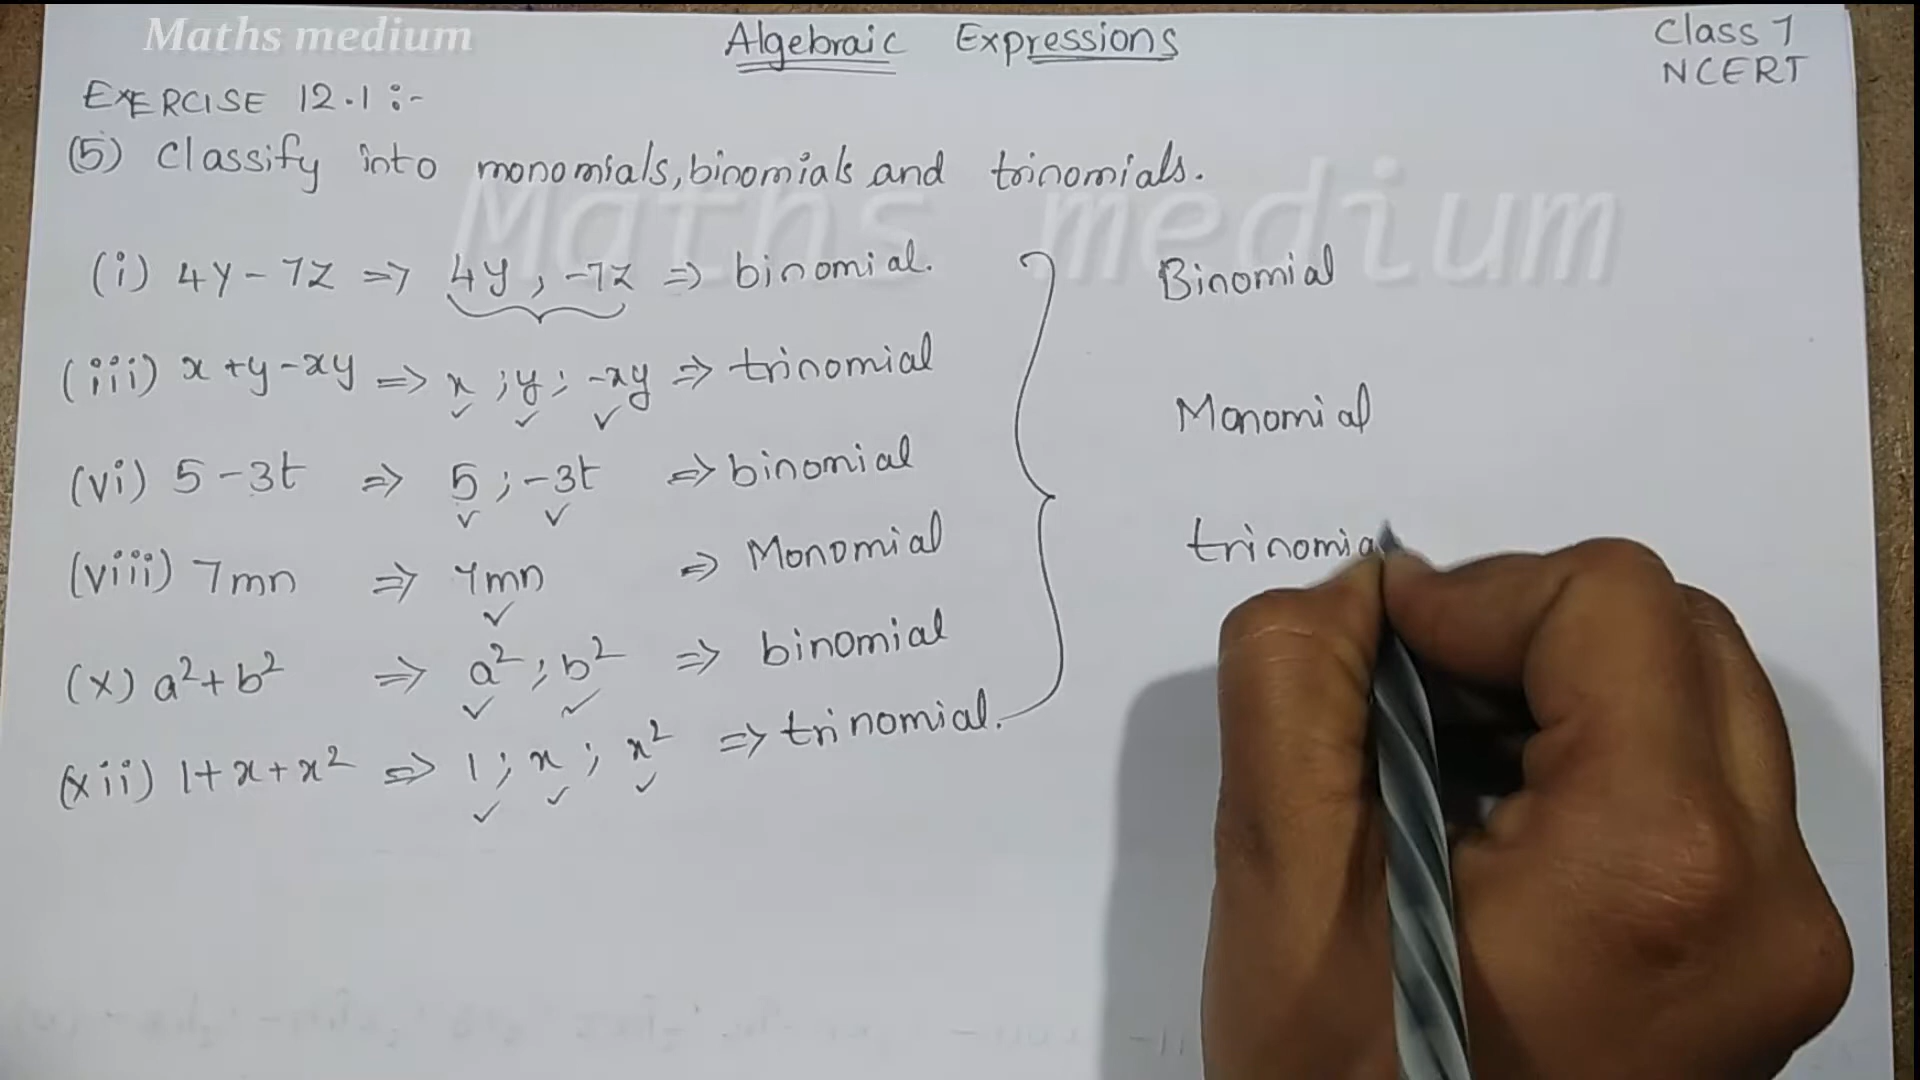 Maths medium
Algebraic Expressions
Class 7
NCERT
EXERCISE 12.1 :-
(5) Classify into monomials, binomials and trinomials.
Maths medium
(i) 4y - 7z => 4y, -7z => binomial.
(iii) x + y - xy => x ; y ; -xy => trinomial
(vi) 5 - 3t => 5 ; -3t => binomial
(viii) 7mn => 7mn => Monomial
(x) a² + b² => a² ; b² => binomial
(xii) 1 + x + x² => 1 ; x ; x² => trinomial.
Binomial
Monomial
trinomia